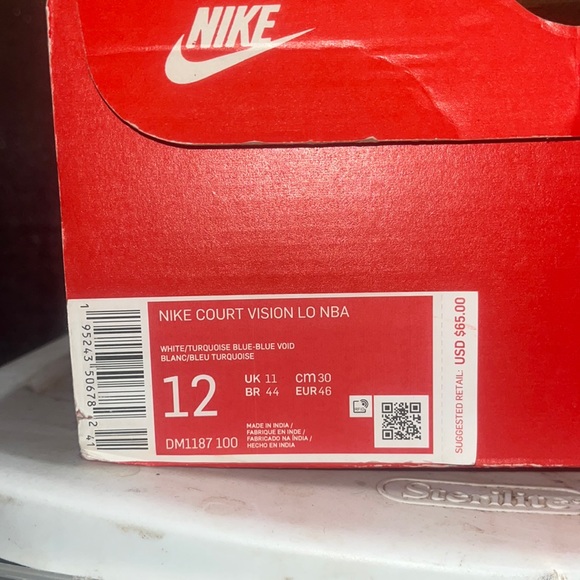 NIKE
NIKE COURT VISION LO NBA
WHITE/TURQUOISE BLUE-BLUE VOID
BLANC/BLEU TURQUOISE
12
UK 11 CM 30
BR 44 EUR 46
DM1187 100
MADE IN INDIA /
FABRIQUE EN INDE /
FABRICADO NA ÍNDIA /
HECHO EN INDIA
RFID
SUGGESTED RETAIL: USD $65.00
1 95243 50678 2 41
Sterilite